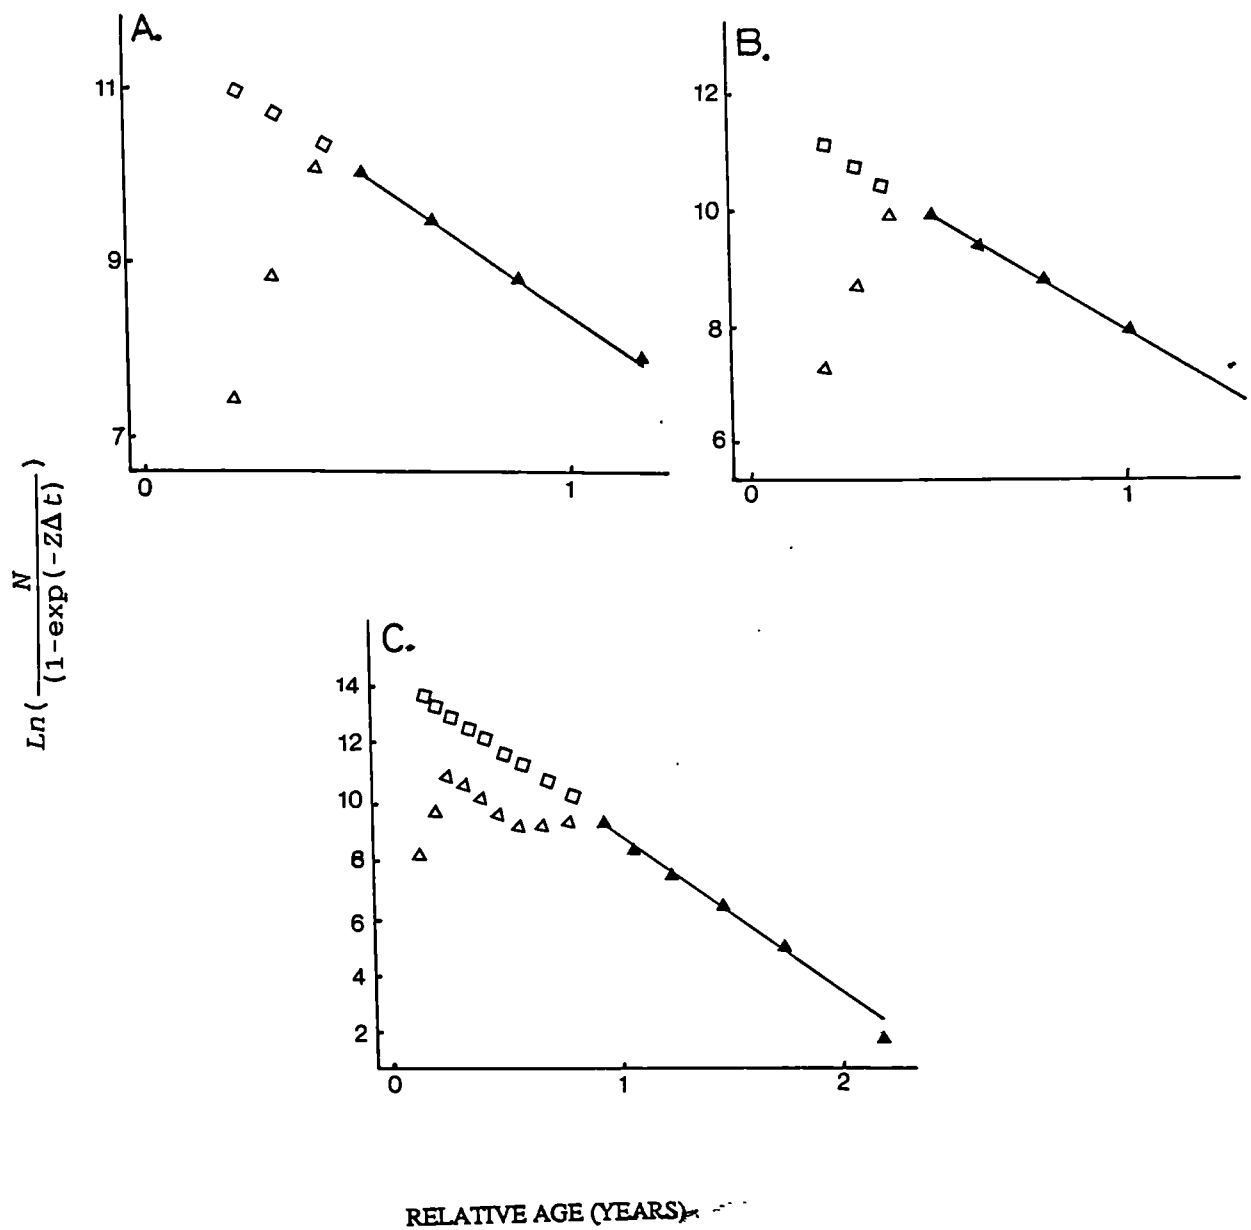 A.
11
9
7
0 1
B.
12
10
8
6
0 1
Ln(N/(1-exp(-ZΔt))
C.
14
12
10
8
6
4
2
0 1 2
RELATIVE AGE (YEARS)